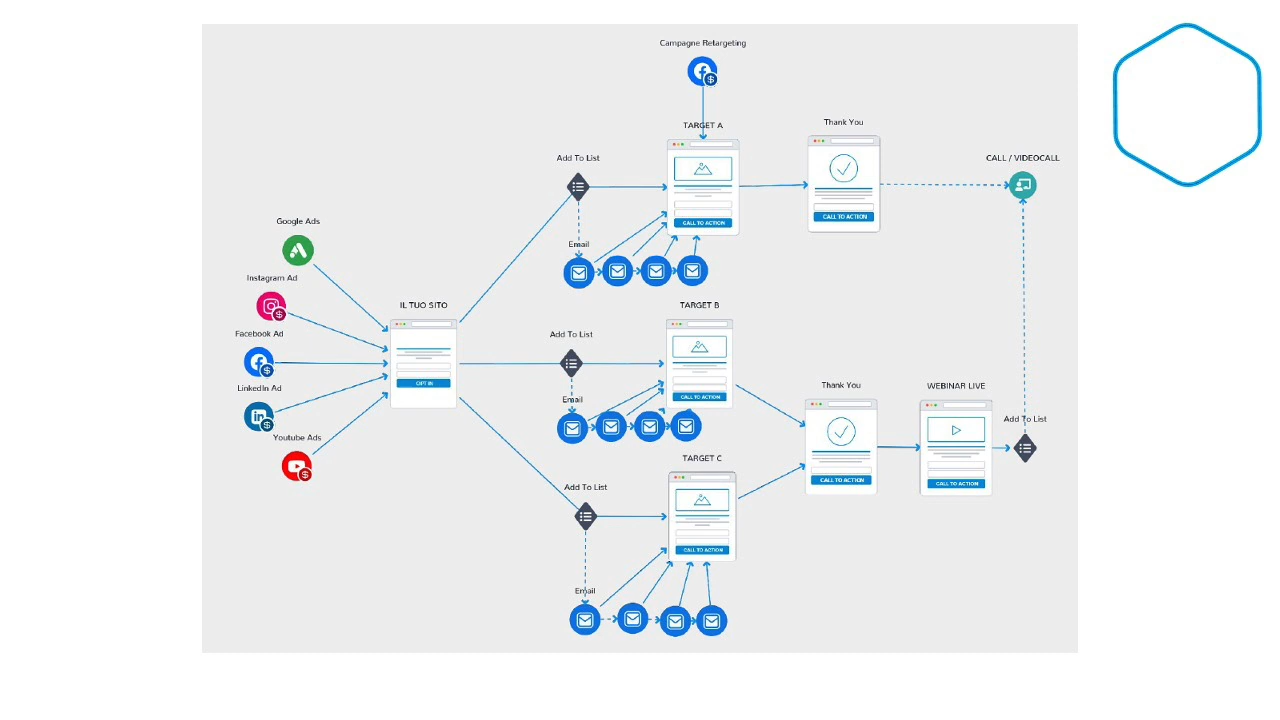 Campagne Retargeting
TARGET A
CALL TO ACTION
Thank You
CALL TO ACTION
CALL / VIDEOCALL
Add To List
Email
Google Ads
Instagram Ad
Facebook Ad
LinkedIn Ad
Youtube Ads
IL TUO SITO
OPT IN
TARGET B
CALL TO ACTION
Add To List
Email
Thank You
CALL TO ACTION
WEBINAR LIVE
CALL TO ACTION
Add To List
TARGET C
CALL TO ACTION
Add To List
Email